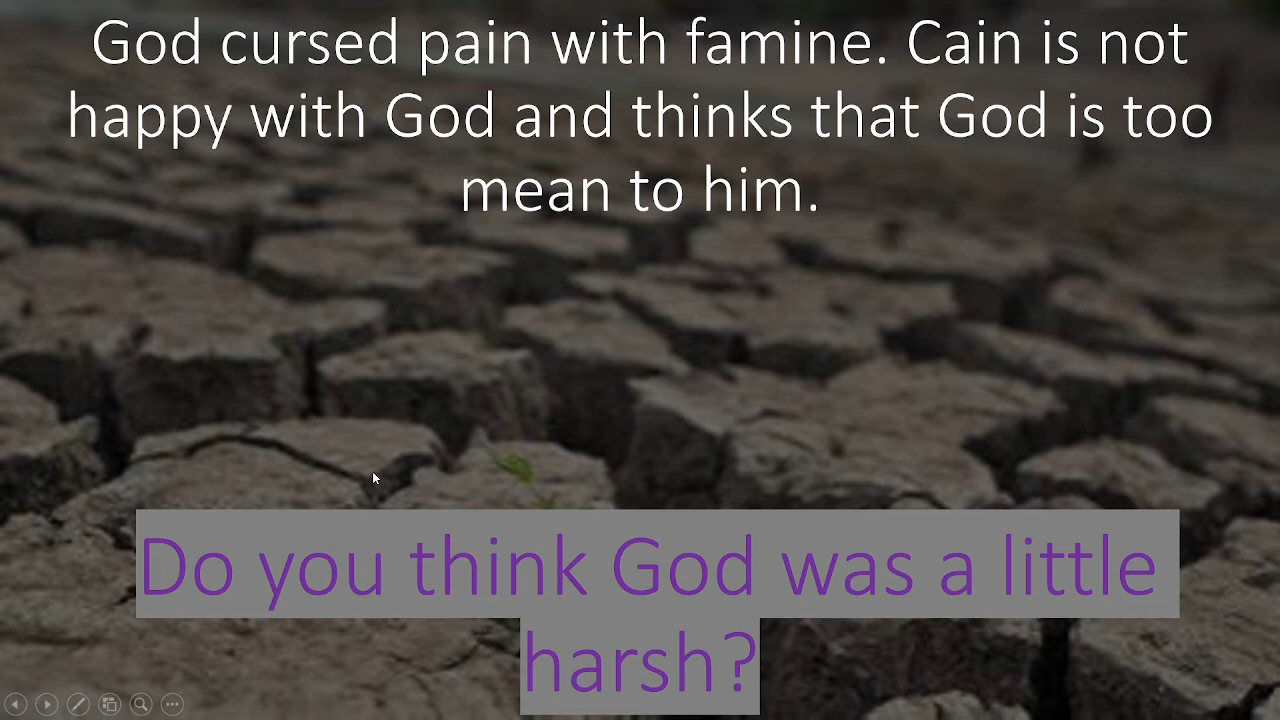 God cursed pain with famine. Cain is not
happy with God and thinks that God is too
mean to him.
Do you think God was a little
harsh?